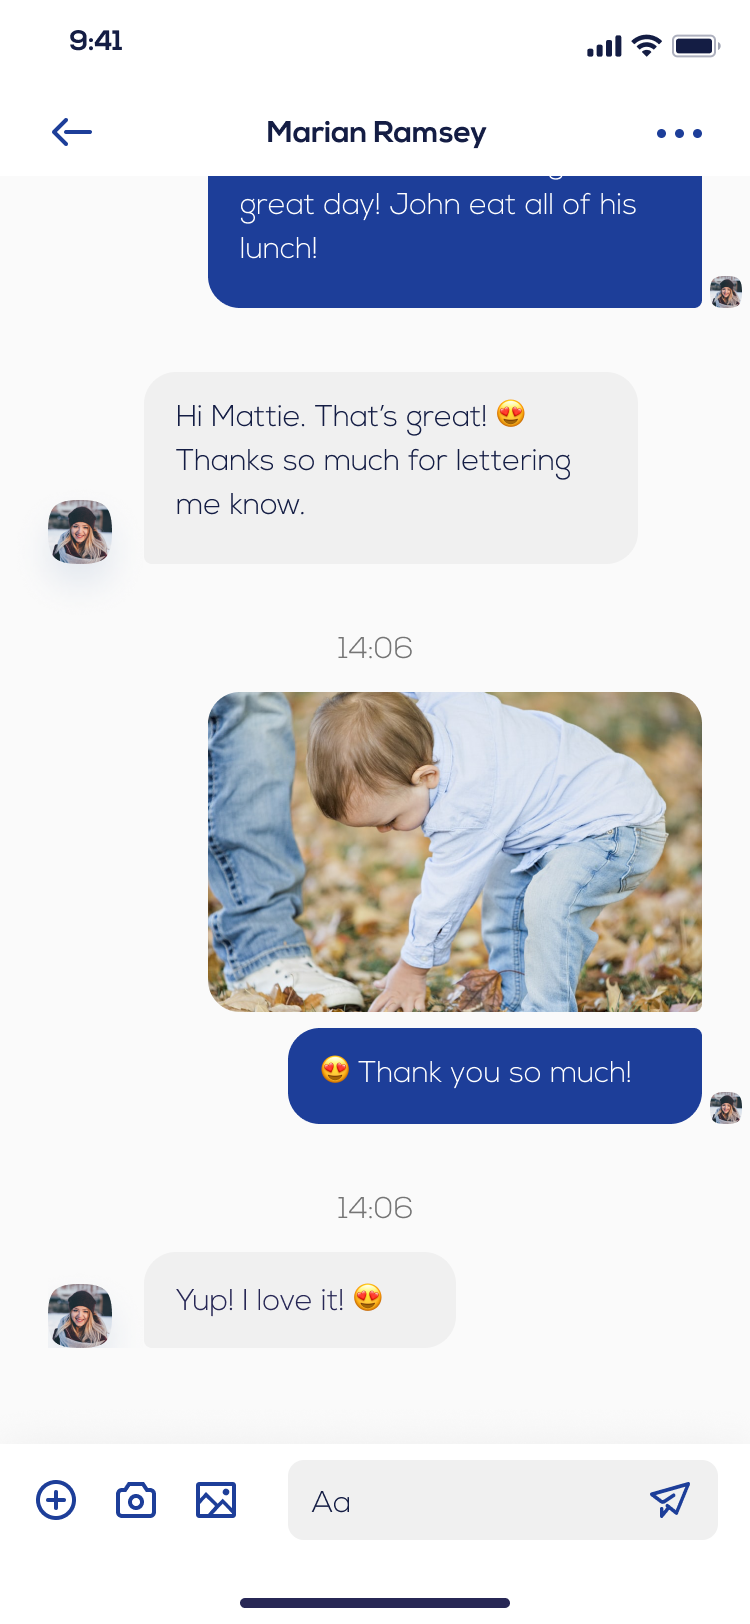 9:41
Marian Ramsey
great day! John eat all of his
lunch!
Hi Mattie. That's great! 😍
Thanks so much for lettering
me know.
14:06
😍 Thank you so much!
14:06
Yup! I love it! 😍
Aa